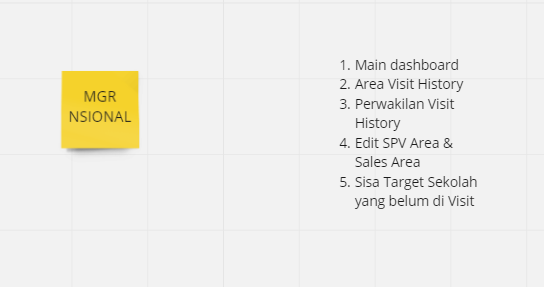 MGR
NSIONAL
1. Main dashboard
2. Area Visit History
3. Perwakilan Visit
History
4. Edit SPV Area &
Sales Area
5. Sisa Target Sekolah
yang belum di Visit